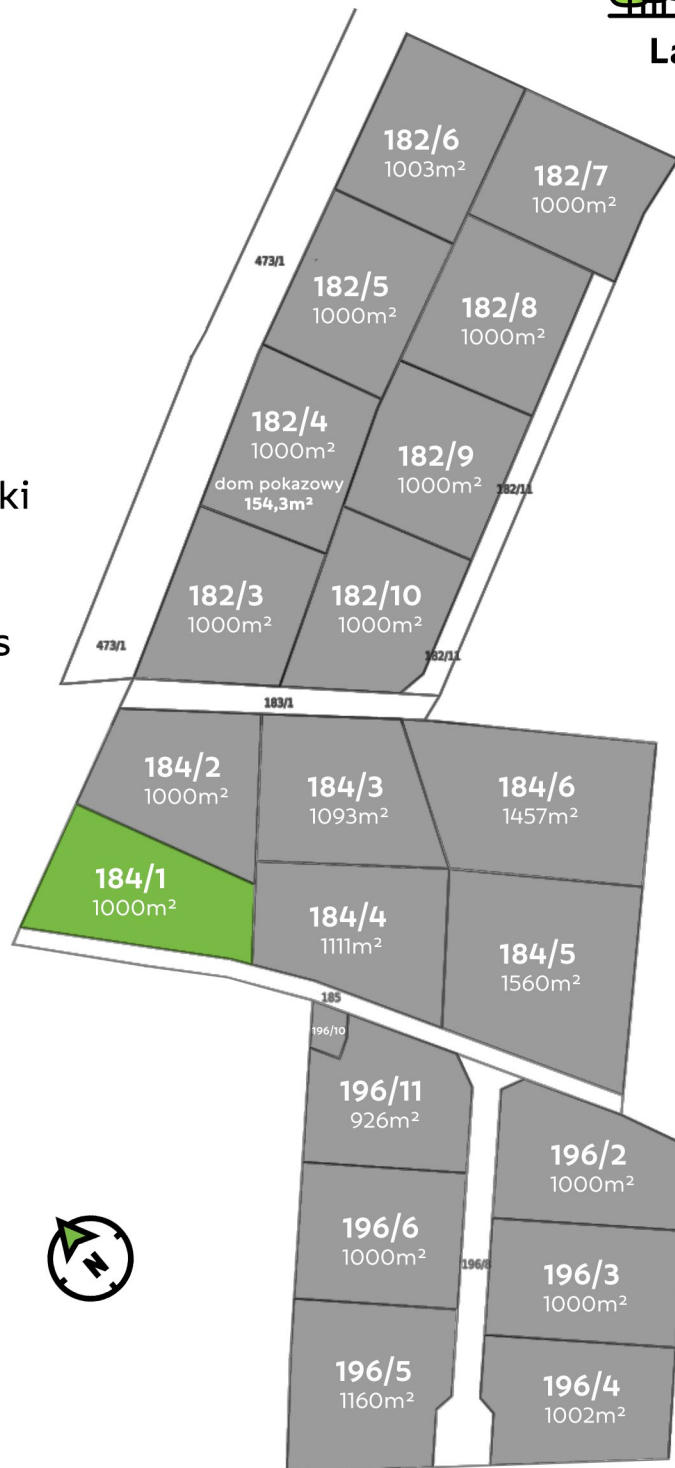 La
182/6
1003m²
182/7
1000m²
473/1
182/5
1000m²
182/8
1000m²
182/4
1000m²
dom pokazowy
154,3m²
182/9
1000m²
ki
182/11
182/3
1000m²
182/10
1000m²
s
473/1
182/11
183/1
184/2
1000m²
184/3
1093m²
184/6
1457m²
184/1
1000m²
184/4
1111m²
184/5
1560m²
185
196/10
196/11
926m²
196/2
1000m²
196/6
1000m²
196/8
196/3
1000m²
N
196/5
1160m²
196/4
1002m²